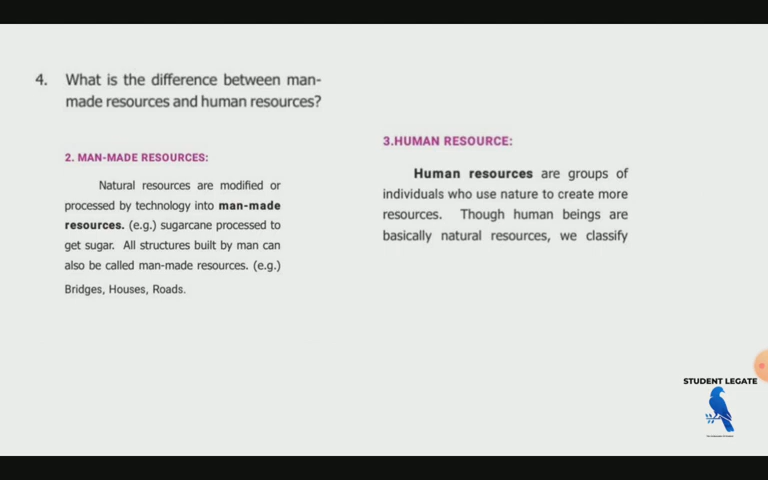 4. What is the difference between man-
made resources and human resources?
2. MAN-MADE RESOURCES:
Natural resources are modified or
processed by technology into man-made
resources. (e.g.) sugarcane processed to
get sugar. All structures built by man can
also be called man-made resources. (e.g.)
Bridges, Houses, Roads.
3.HUMAN RESOURCE:
Human resources are groups of
individuals who use nature to create more
resources. Though human beings are
basically natural resources, we classify
STUDENT LEGATE